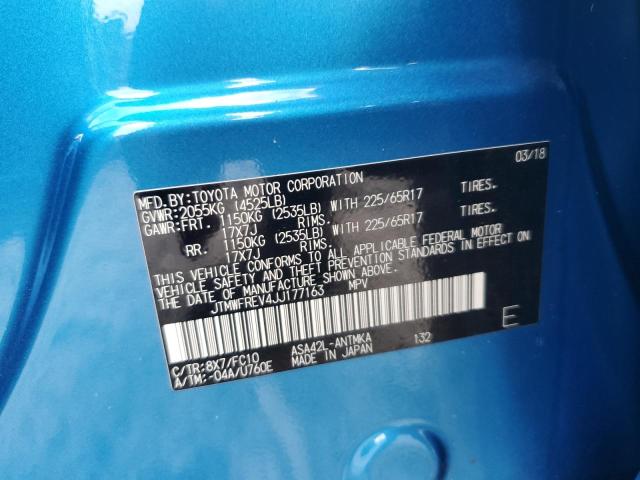 03/18
MFD.BY:TOYOTA MOTOR CORPORATION
GVWR:2055KG (4525LB)
GAWR:FRT. 1150KG (2535LB) WITH 225/65R17 TIRES.
17X7J RIMS.
RR. 1150KG (2535LB) WITH 225/65R17 TIRES.
17X7J RIMS.
THIS VEHICLE CONFORMS TO ALL APPLICABLE FEDERAL MOTOR
VEHICLE SAFETY AND THEFT PREVENTION STANDARDS IN EFFECT ON
THE DATE OF MANUFACTURE SHOWN ABOVE.
JTMWFREV4JJ177163 MPV
C/TR:8X7/FC10 ASA42L-ANTMKA 132 E
A/TM:-04A/U760E MADE IN JAPAN